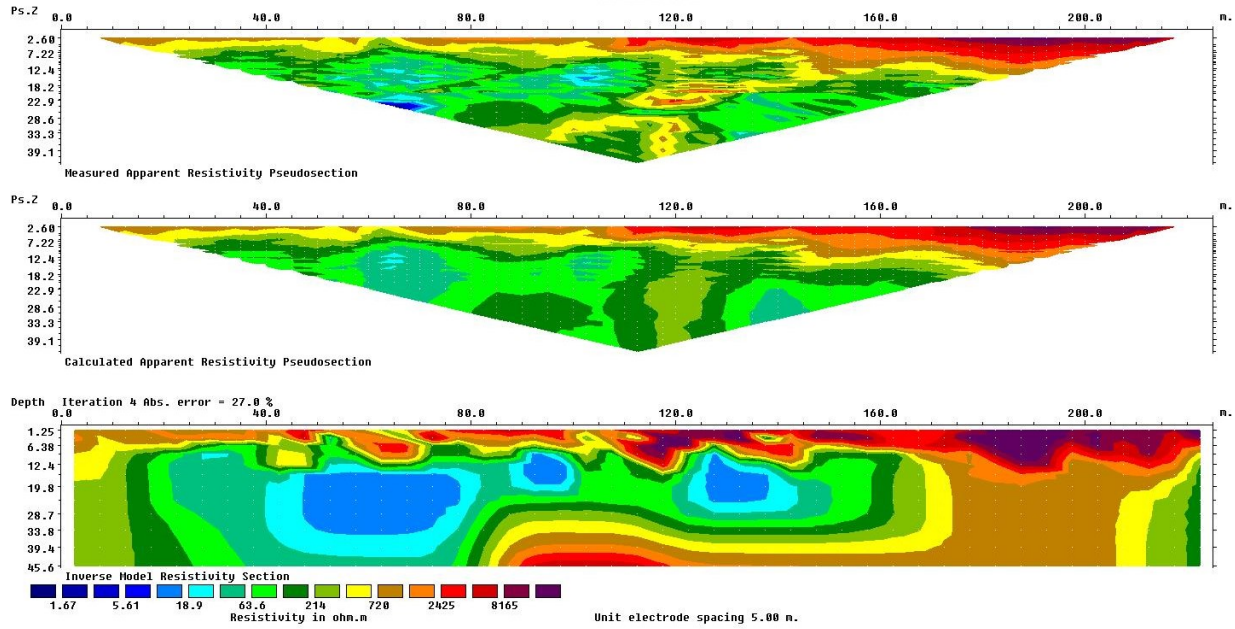 Ps.Z 0.0 40.0 80.0 120.0 160.0 200.0 m.
2.60
7.22
12.4
18.2
22.9
28.6
33.3
39.1
Measured Apparent Resistivity Pseudosection
Ps.Z 0.0 40.0 80.0 120.0 160.0 200.0 m.
2.60
7.22
12.4
18.2
22.9
28.6
33.3
39.1
Calculated Apparent Resistivity Pseudosection
Depth Iteration 4 Abs. error = 27.0 %
0.0 40.0 80.0 120.0 160.0 200.0 m.
1.25
6.38
12.4
19.8
28.7
33.8
39.4
45.6
Inverse Model Resistivity Section
1.67 5.61 18.9 63.6 214 720 2425 8165
Resistivity in ohm.m Unit electrode spacing 5.00 m.